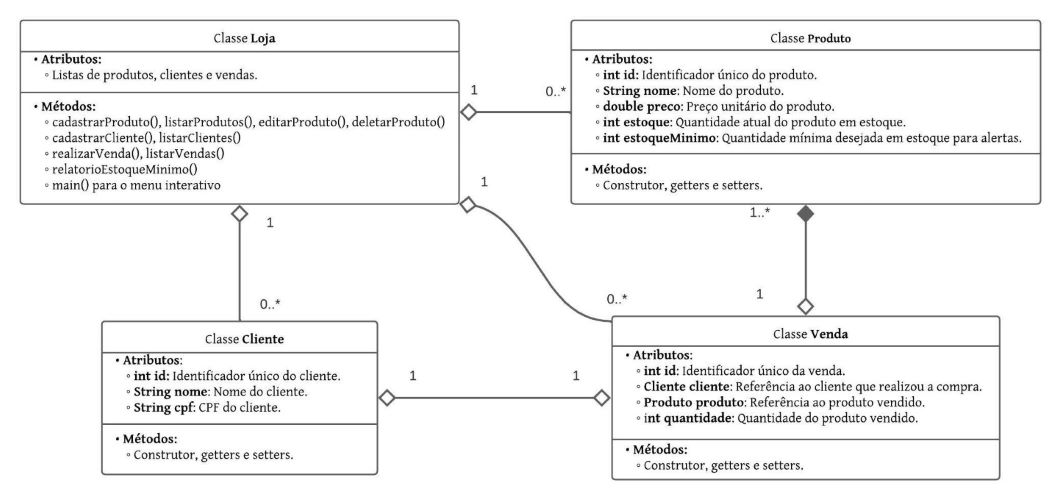 Classe Loja
• Atributos:
◦ Listas de produtos, clientes e vendas.
• Métodos:
◦ cadastrarProduto(), listarProdutos(), editarProduto(), deletarProduto()
◦ cadastrarCliente(), listarClientes()
◦ realizarVenda(), listarVendas()
◦ relatorioEstoqueMinimo()
◦ main() para o menu interativo
1
0..*
Classe Produto
• Atributos:
◦ int id: Identificador único do produto.
◦ String nome: Nome do produto.
◦ double preco: Preço unitário do produto.
◦ int estoque: Quantidade atual do produto em estoque.
◦ int estoqueMinimo: Quantidade mínima desejada em estoque para alertas.
• Métodos:
◦ Construtor, getters e setters.
1
1
1..*
0..*
0..*
1
Classe Cliente
• Atributos:
◦ int id: Identificador único do cliente.
◦ String nome: Nome do cliente.
◦ String cpf: CPF do cliente.
• Métodos:
◦ Construtor, getters e setters.
1
1
Classe Venda
• Atributos:
◦ int id: Identificador único da venda.
◦ Cliente cliente: Referência ao cliente que realizou a compra.
◦ Produto produto: Referência ao produto vendido.
◦ int quantidade: Quantidade do produto vendido.
• Métodos:
◦ Construtor, getters e setters.